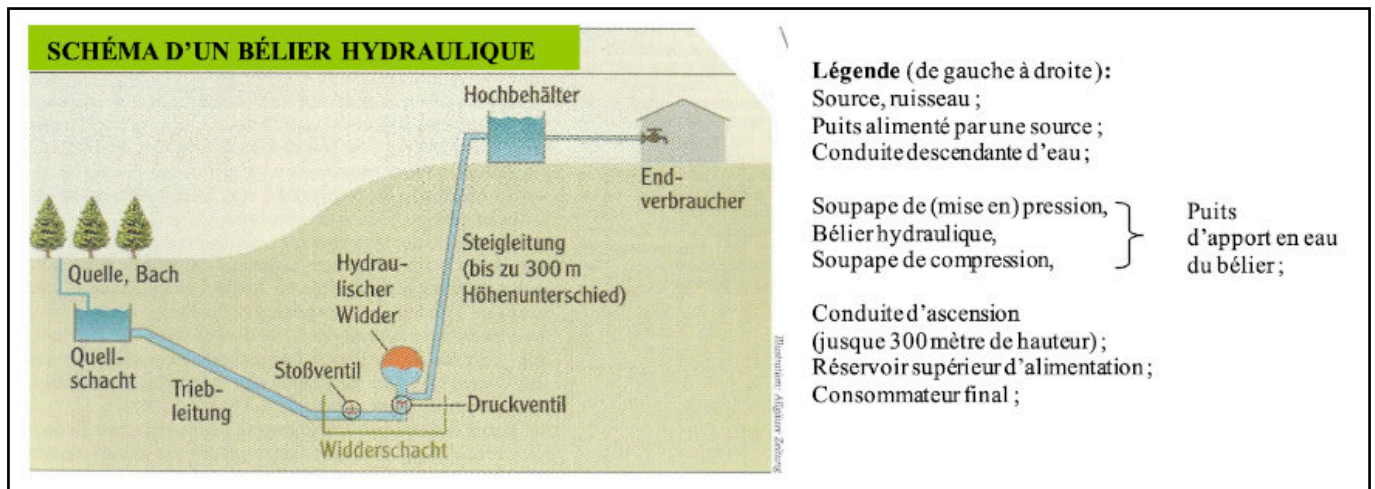 SCHÉMA D'UN BÉLIER HYDRAULIQUE
Hochbehälter
End-
verbraucher
Steigleitung
(bis zu 300 m
Höhenunterschied)
Quelle, Bach
Hydrau-
lischer
Widder
Quell-
schacht
Stoßventil
Trieb-
leitung
Druckventil
Widderschacht
Illustration: Allgäuer Zeitung
Légende (de gauche à droite):
Source, ruisseau ;
Puits alimenté par une source ;
Conduite descendante d'eau ;
Soupape de (mise en) pression,
Bélier hydraulique,
Soupape de compression,
Puits
d'apport en eau
du bélier ;
Conduite d'ascension
(jusque 300 mètre de hauteur) ;
Réservoir supérieur d'alimentation ;
Consommateur final ;